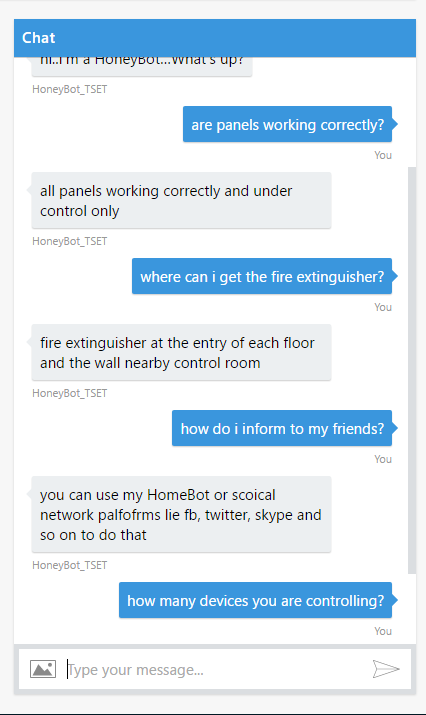 Chat
hi..I'm a HoneyBot...What's up?
HoneyBot_TSET
are panels working correctly?
You
all panels working correctly and under
control only
HoneyBot_TSET
where can i get the fire extinguisher?
You
fire extinguisher at the entry of each floor
and the wall nearby control room
HoneyBot_TSET
how do i inform to my friends?
You
you can use my HomeBot or scoical
network palfofrms lie fb, twitter, skype and
so on to do that
HoneyBot_TSET
how many devices you are controlling?
You
Type your message...